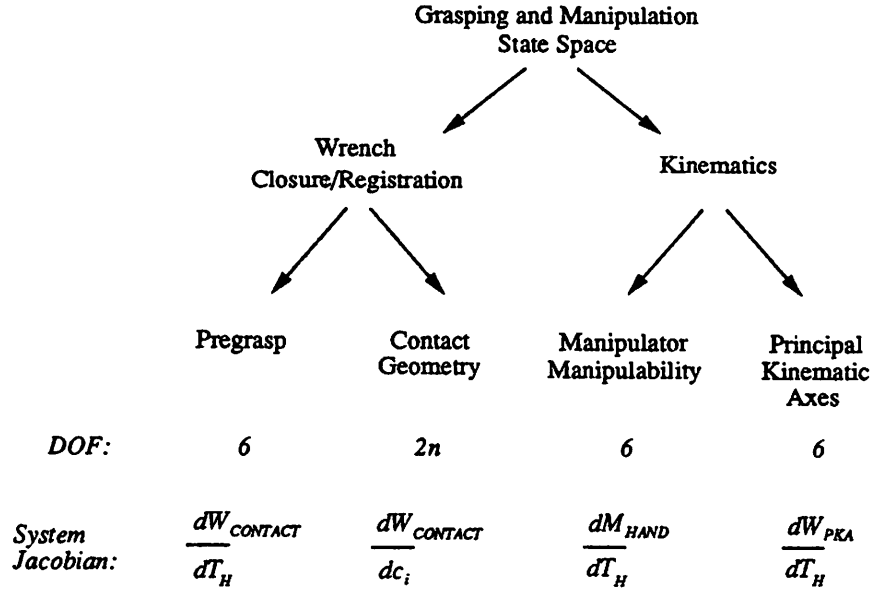 Grasping and Manipulation
State Space
Wrench
Closure/Registration
Kinematics
Pregrasp
Contact
Geometry
Manipulator
Manipulability
Principal
Kinematic
Axes
DOF: 6 2n 6 6
System
Jacobian:
dW_CONTACT
dT_H
dW_CONTACT
dc_i
dM_HAND
dT_H
dW_PKA
dT_H